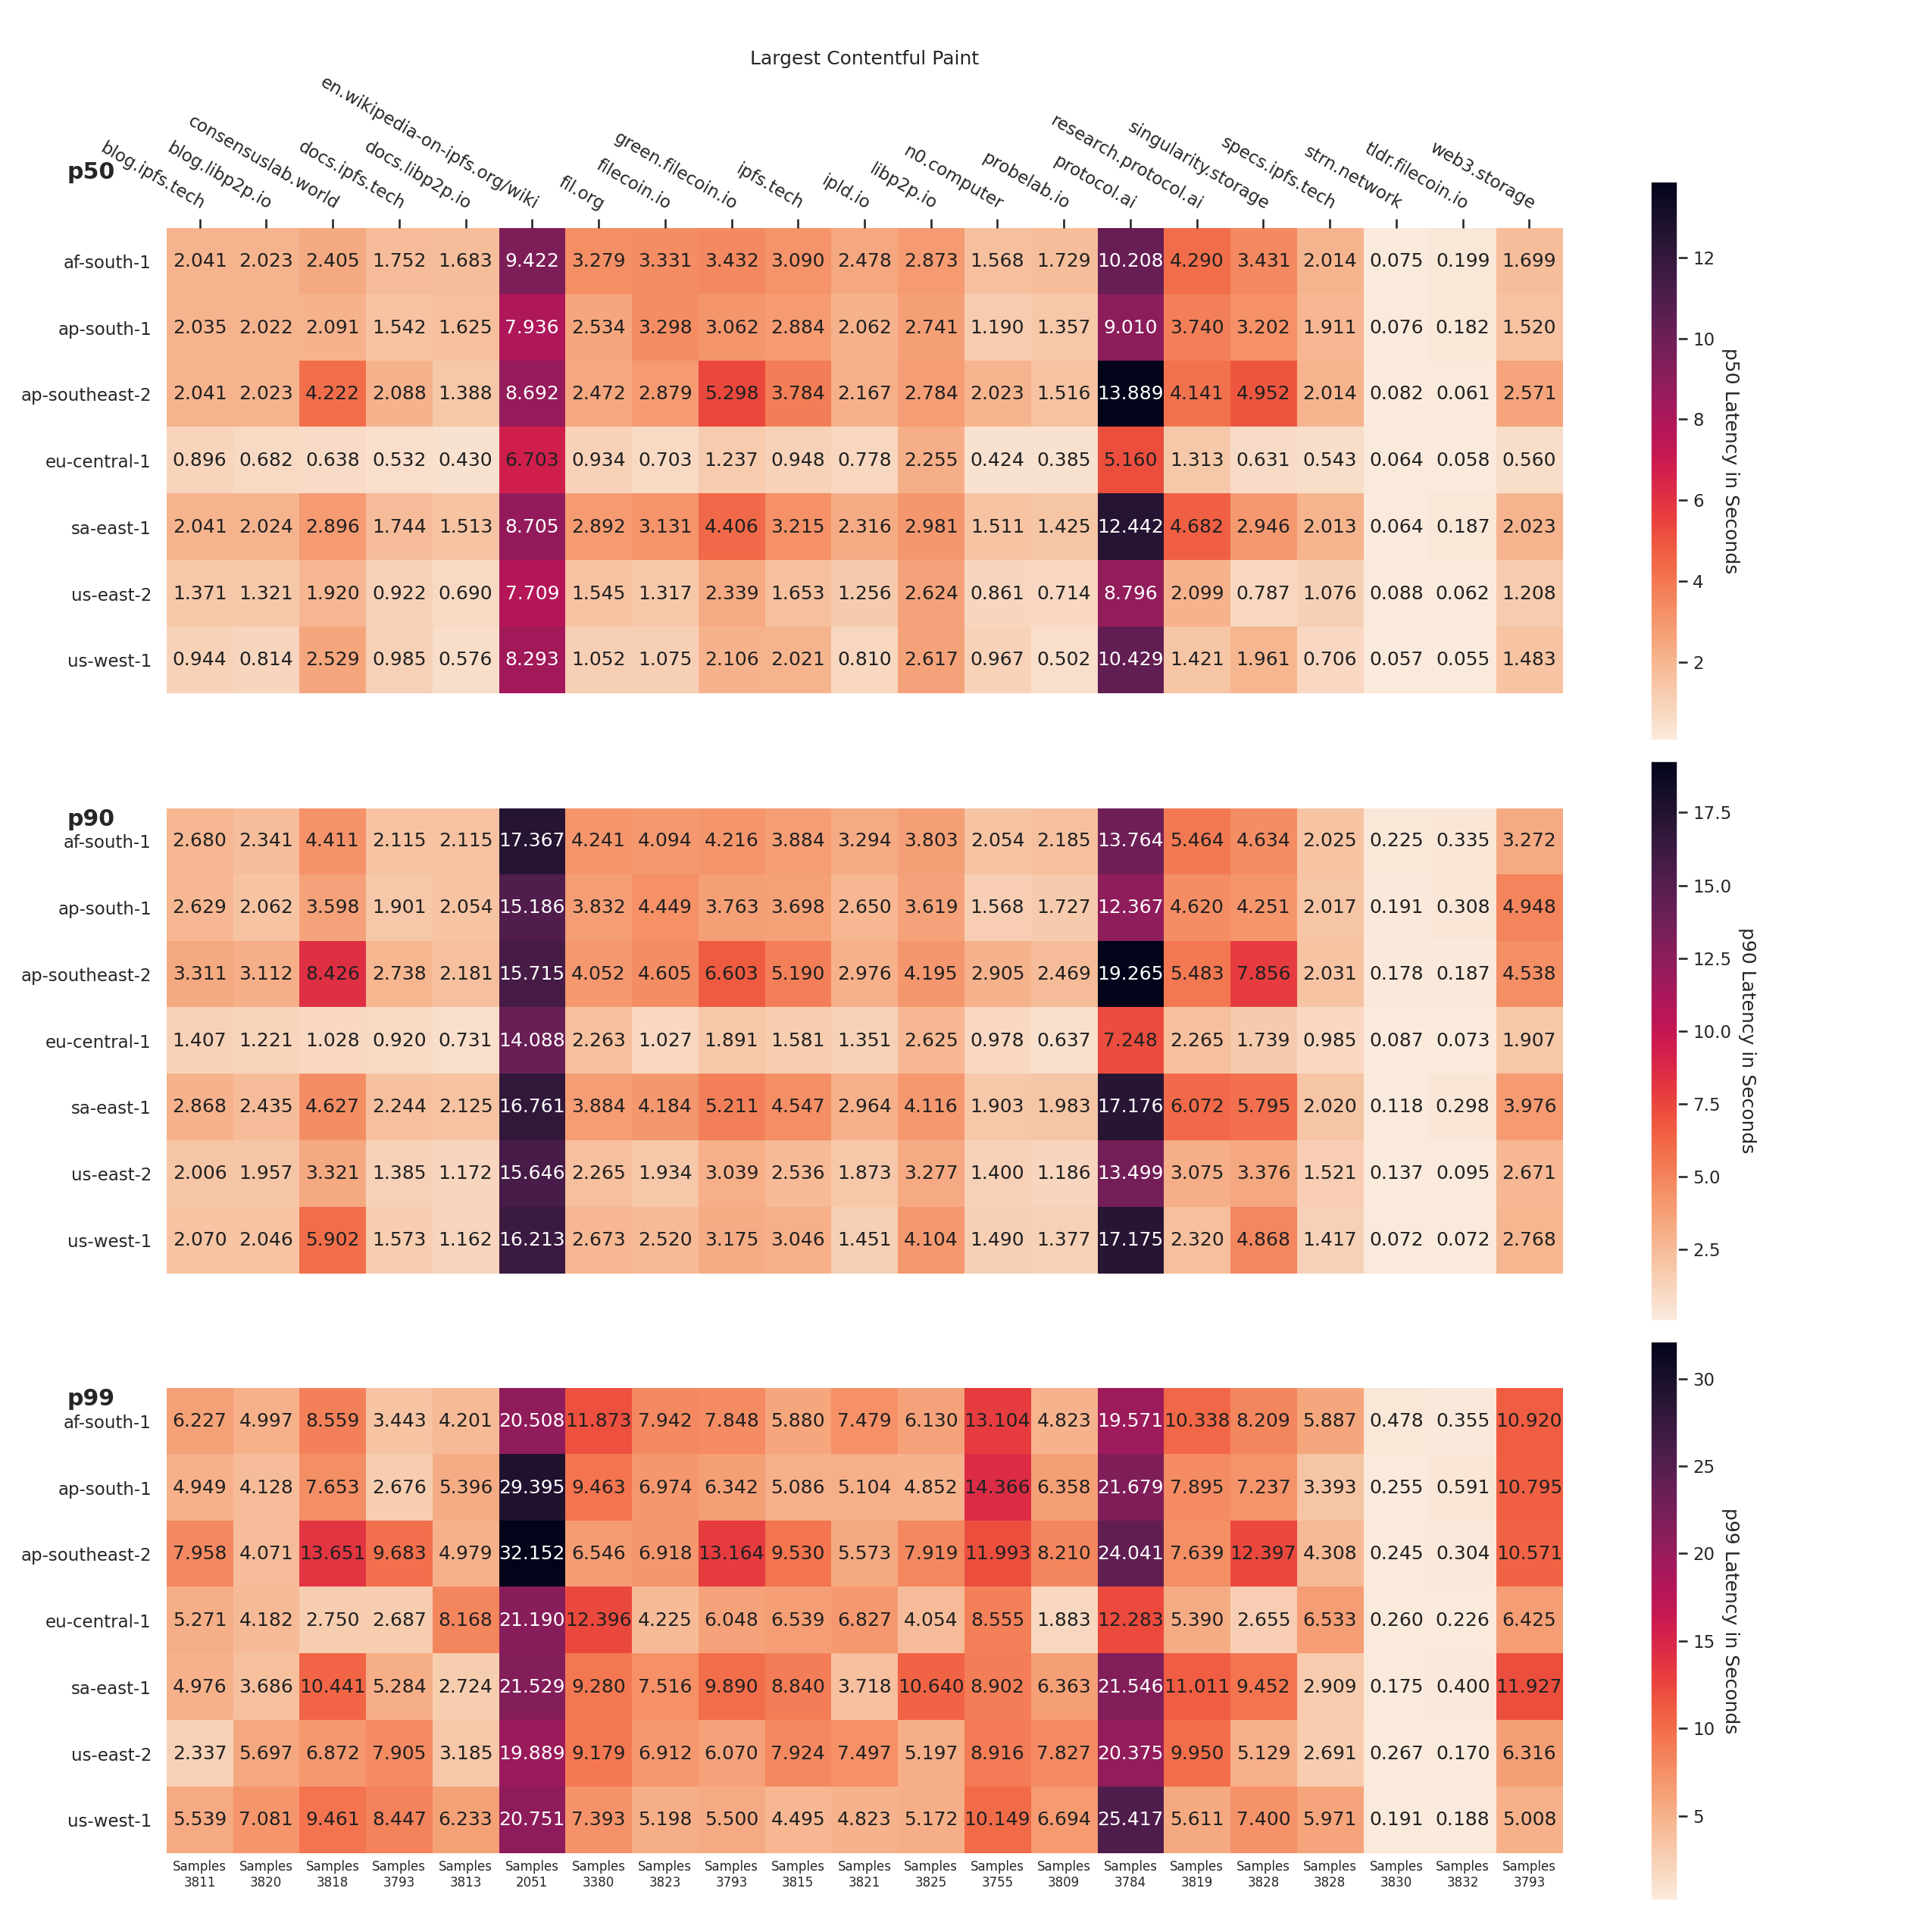 Largest Contentful Paint
p50
blog.ipfs.tech
blog.libp2p.io
consensuslab.world
docs.ipfs.tech
docs.libp2p.io
en.wikipedia-on-ipfs.org/wiki
fil.org
filecoin.io
green.filecoin.io
ipfs.tech
ipld.io
libp2p.io
n0.computer
probelab.io
protocol.ai
research.protocol.ai
singularity.storage
specs.ipfs.tech
strn.network
tldr.filecoin.io
web3.storage
af-south-1 2.041 2.023 2.405 1.752 1.683 9.422 3.279 3.331 3.432 3.090 2.478 2.873 1.568 1.729 10.208 4.290 3.431 2.014 0.075 0.199 1.699
ap-south-1 2.035 2.022 2.091 1.542 1.625 7.936 2.534 3.298 3.062 2.884 2.062 2.741 1.190 1.357 9.010 3.740 3.202 1.911 0.076 0.182 1.520
ap-southeast-2 2.041 2.023 4.222 2.088 1.388 8.692 2.472 2.879 5.298 3.784 2.167 2.784 2.023 1.516 13.889 4.141 4.952 2.014 0.082 0.061 2.571
eu-central-1 0.896 0.682 0.638 0.532 0.430 6.703 0.934 0.703 1.237 0.948 0.778 2.255 0.424 0.385 5.160 1.313 0.631 0.543 0.064 0.058 0.560
sa-east-1 2.041 2.024 2.896 1.744 1.513 8.705 2.892 3.131 4.406 3.215 2.316 2.981 1.511 1.425 12.442 4.682 2.946 2.013 0.064 0.187 2.023
us-east-2 1.371 1.321 1.920 0.922 0.690 7.709 1.545 1.317 2.339 1.653 1.256 2.624 0.861 0.714 8.796 2.099 0.787 1.076 0.088 0.062 1.208
us-west-1 0.944 0.814 2.529 0.985 0.576 8.293 1.052 1.075 2.106 2.021 0.810 2.617 0.967 0.502 10.429 1.421 1.961 0.706 0.057 0.055 1.483
12
10
8
6
4
2
p50 Latency in Seconds
p90
af-south-1 2.680 2.341 4.411 2.115 2.115 17.367 4.241 4.094 4.216 3.884 3.294 3.803 2.054 2.185 13.764 5.464 4.634 2.025 0.225 0.335 3.272
ap-south-1 2.629 2.062 3.598 1.901 2.054 15.186 3.832 4.449 3.763 3.698 2.650 3.619 1.568 1.727 12.367 4.620 4.251 2.017 0.191 0.308 4.948
ap-southeast-2 3.311 3.112 8.426 2.738 2.181 15.715 4.052 4.605 6.603 5.190 2.976 4.195 2.905 2.469 19.265 5.483 7.856 2.031 0.178 0.187 4.538
eu-central-1 1.407 1.221 1.028 0.920 0.731 14.088 2.263 1.027 1.891 1.581 1.351 2.625 0.978 0.637 7.248 2.265 1.739 0.985 0.087 0.073 1.907
sa-east-1 2.868 2.435 4.627 2.244 2.125 16.761 3.884 4.184 5.211 4.547 2.964 4.116 1.903 1.983 17.176 6.072 5.795 2.020 0.118 0.298 3.976
us-east-2 2.006 1.957 3.321 1.385 1.172 15.646 2.265 1.934 3.039 2.536 1.873 3.277 1.400 1.186 13.499 3.075 3.376 1.521 0.137 0.095 2.671
us-west-1 2.070 2.046 5.902 1.573 1.162 16.213 2.673 2.520 3.175 3.046 1.451 4.104 1.490 1.377 17.175 2.320 4.868 1.417 0.072 0.072 2.768
17.5
15.0
12.5
10.0
7.5
5.0
2.5
p90 Latency in Seconds
p99
af-south-1 6.227 4.997 8.559 3.443 4.201 20.508 11.873 7.942 7.848 5.880 7.479 6.130 13.104 4.823 19.571 10.338 8.209 5.887 0.478 0.355 10.920
ap-south-1 4.949 4.128 7.653 2.676 5.396 29.395 9.463 6.974 6.342 5.086 5.104 4.852 14.366 6.358 21.679 7.895 7.237 3.393 0.255 0.591 10.795
ap-southeast-2 7.958 4.071 13.651 9.683 4.979 32.152 6.546 6.918 13.164 9.530 5.573 7.919 11.993 8.210 24.041 7.639 12.397 4.308 0.245 0.304 10.571
eu-central-1 5.271 4.182 2.750 2.687 8.168 21.190 12.396 4.225 6.048 6.539 6.827 4.054 8.555 1.883 12.283 5.390 2.655 6.533 0.260 0.226 6.425
sa-east-1 4.976 3.686 10.441 5.284 2.724 21.529 9.280 7.516 9.890 8.840 3.718 10.640 8.902 6.363 21.546 11.011 9.452 2.909 0.175 0.400 11.927
us-east-2 2.337 5.697 6.872 7.905 3.185 19.889 9.179 6.912 6.070 7.924 7.497 5.197 8.916 7.827 20.375 9.950 5.129 2.691 0.267 0.170 6.316
us-west-1 5.539 7.081 9.461 8.447 6.233 20.751 7.393 5.198 5.500 4.495 4.823 5.172 10.149 6.694 25.417 5.611 7.400 5.971 0.191 0.188 5.008
Samples Samples Samples Samples Samples Samples Samples Samples Samples Samples Samples Samples Samples Samples Samples Samples Samples Samples Samples Samples Samples
3811 3820 3818 3793 3813 2051 3380 3823 3793 3815 3821 3825 3755 3809 3784 3819 3828 3828 3830 3832 3793
30
25
20
15
10
5
p99 Latency in Seconds